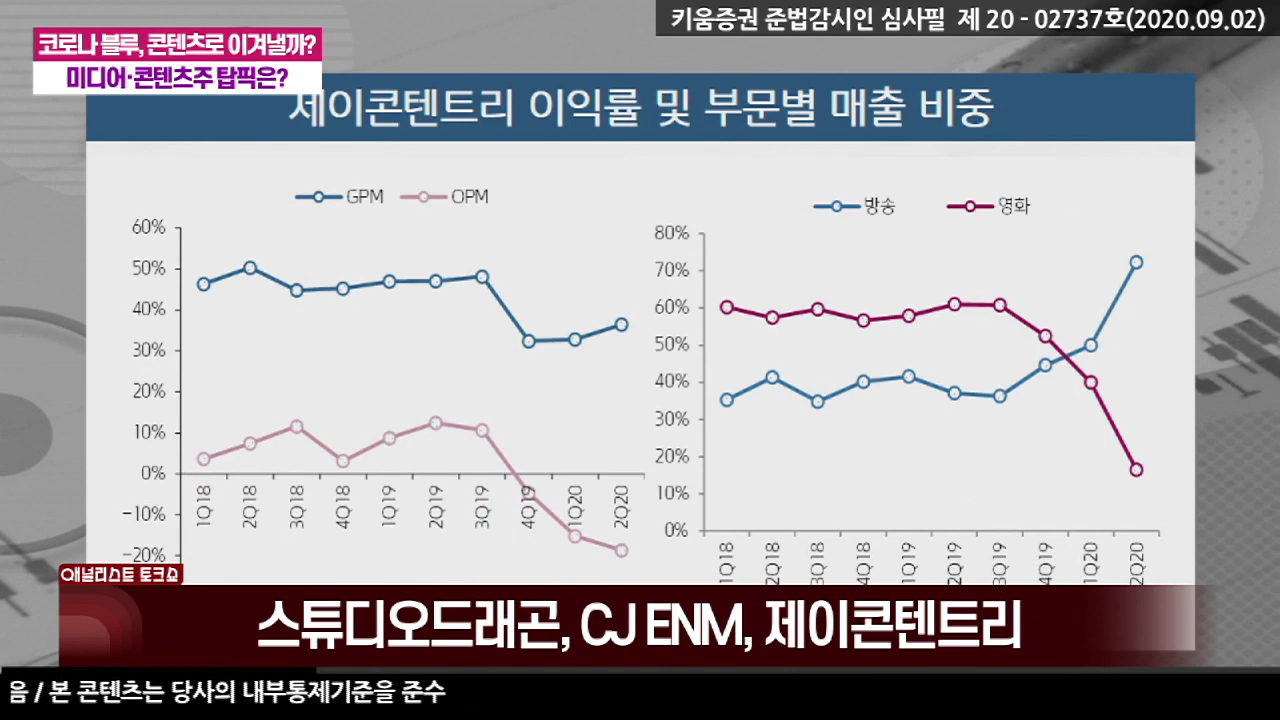 키움증권 준법감시인 심사필 제 20 - 02737호(2020.09.02)
코로나 블루, 콘텐츠로 이겨낼까?
미디어·콘텐츠주 탑픽은?
제이콘텐트리 이익률 및 부문별 매출 비중
GPM OPM
60%
50%
40%
30%
20%
10%
0%
-10%
-20%
1Q18 2Q18 3Q18 4Q18 1Q19 2Q19 3Q19 4Q19 1Q20 2Q20
방송 영화
80%
70%
60%
50%
40%
30%
20%
10%
0%
1Q18 2Q18 3Q18 4Q18 1Q19 2Q19 3Q19 4Q19 1Q20 2Q20
애널리스트 토크쇼
스튜디오드래곤, CJ ENM, 제이콘텐트리
음 / 본 콘텐츠는 당사의 내부통제기준을 준수